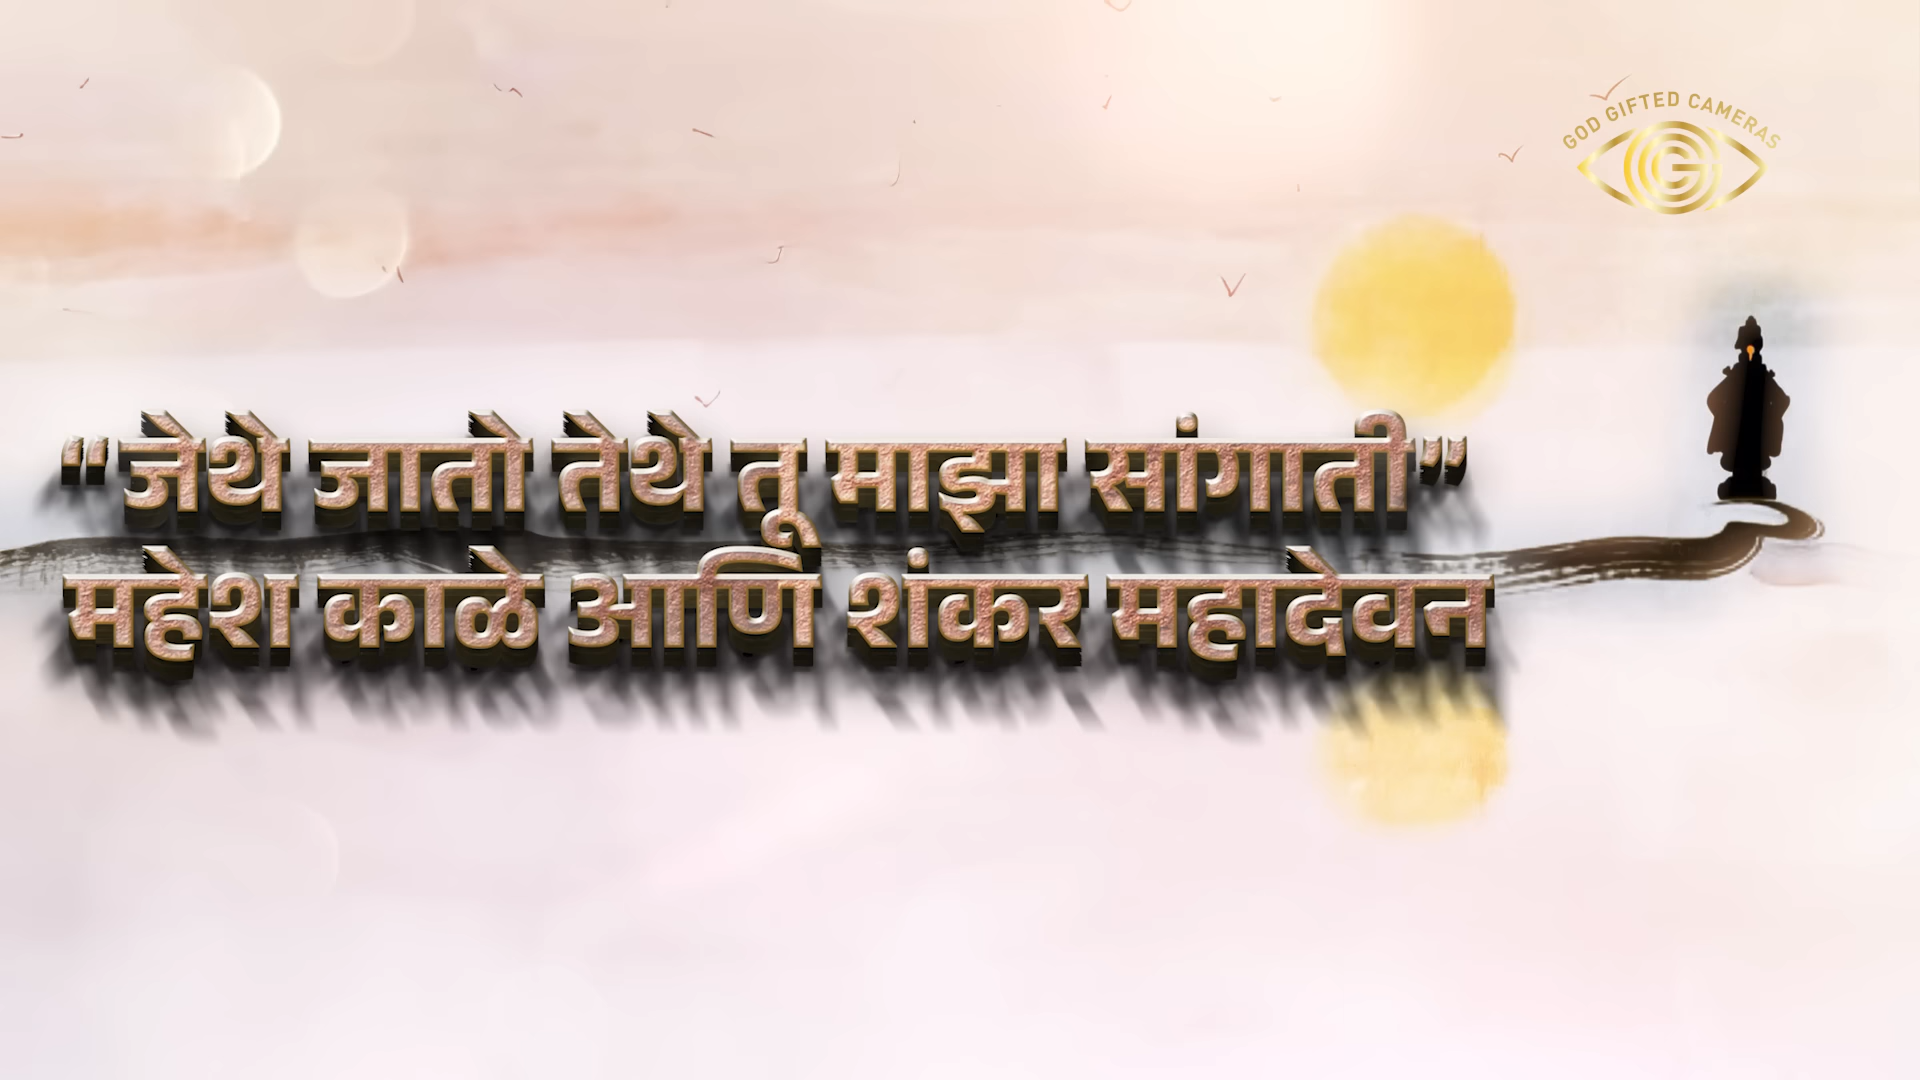 GOD GIFTED CAMERAS
“जेथे जातो तेथे तू माझा सांगाती”
महेश काळे आणि शंकर महादेवन